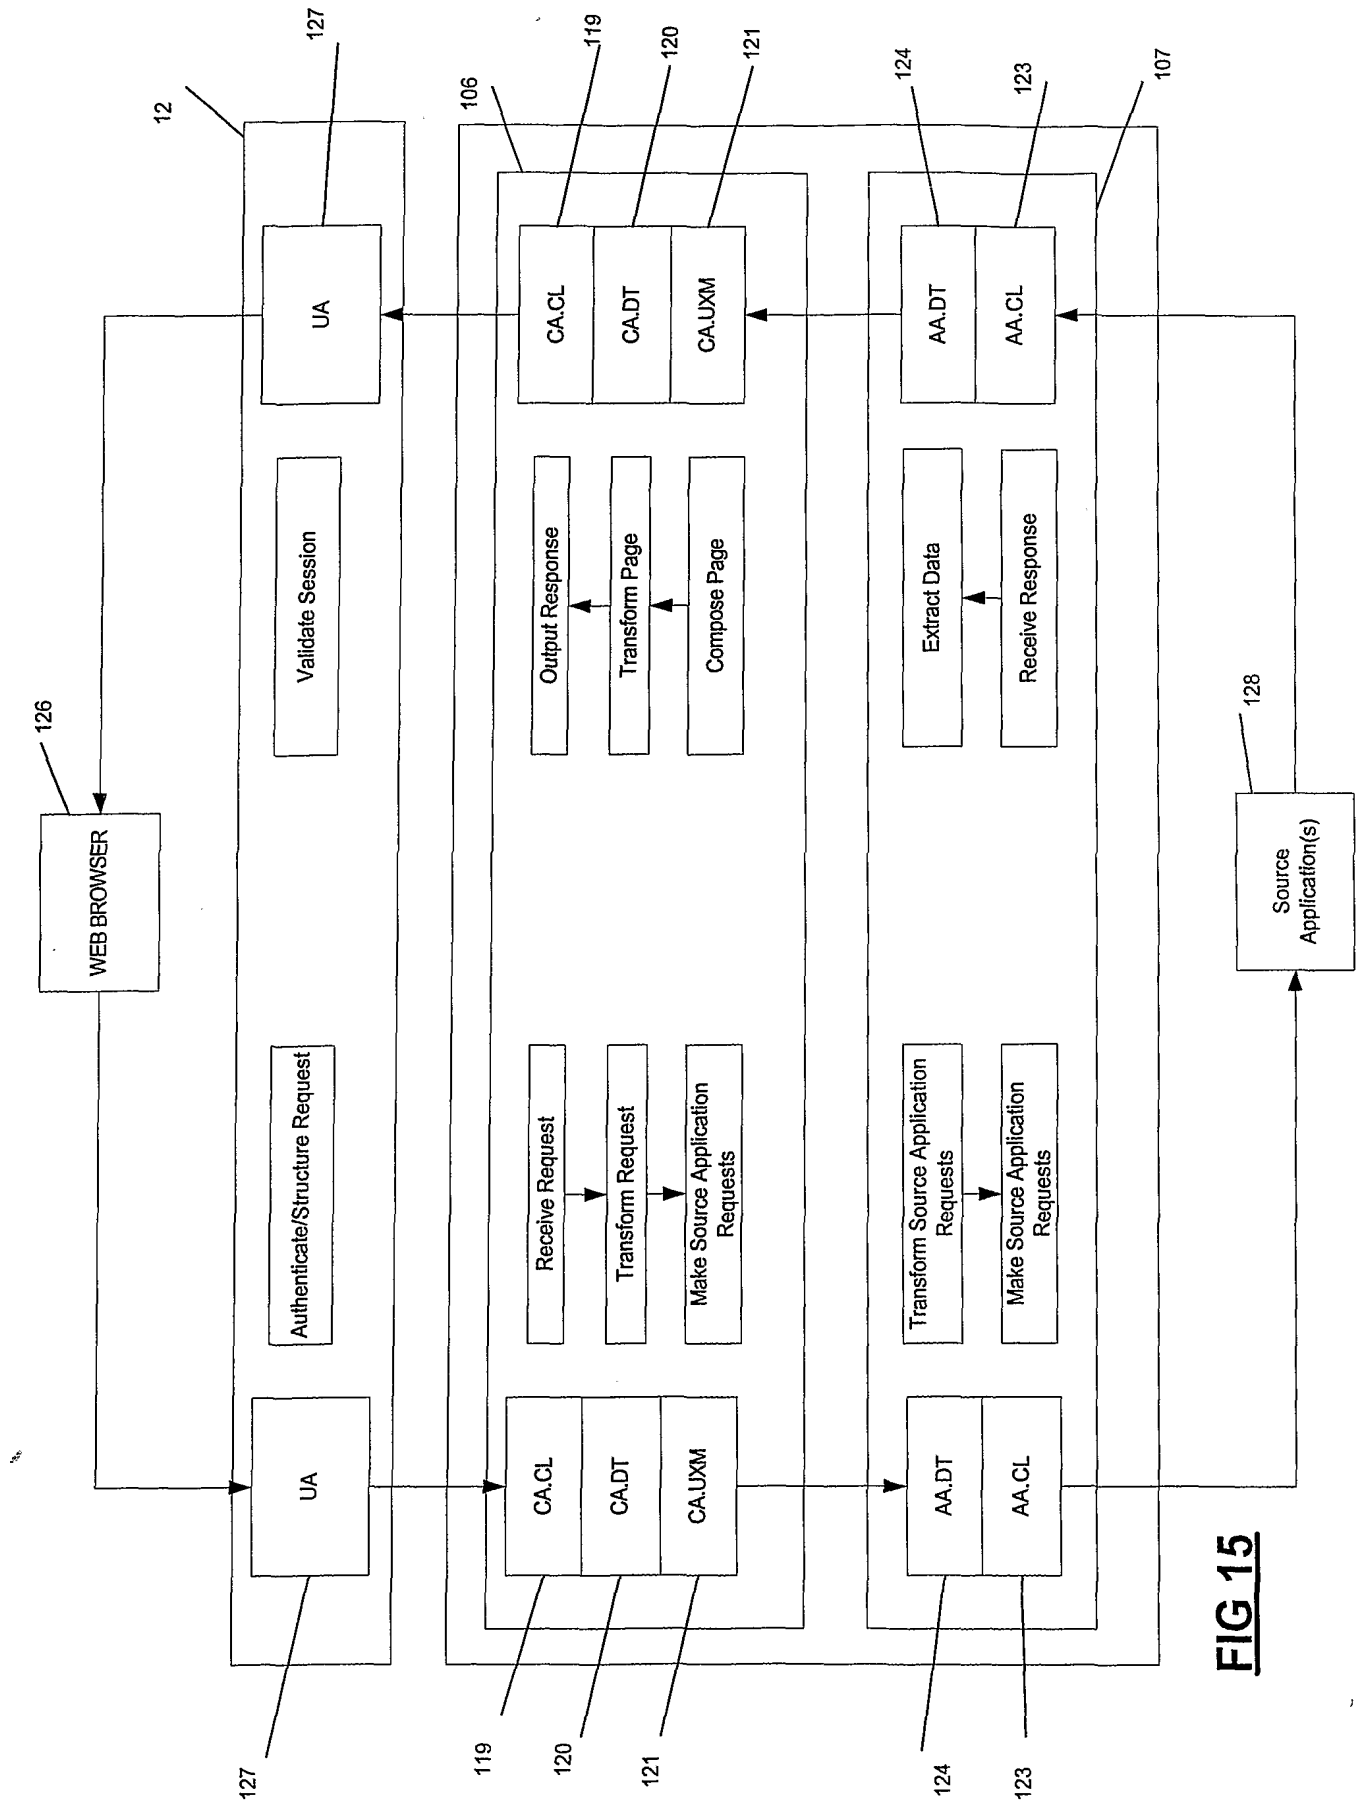 126
WEB BROWSER
12
127
UA
Authenticate/Structure Request
Validate Session
UA
127
106
119
CA.CL
Receive Request
Output Response
CA.CL
119
120
CA.DT
Transform Request
Transform Page
CA.DT
120
121
CA.UXM
Make Source Application
Requests
Compose Page
CA.UXM
121
124
AA.DT
Transform Source Application
Requests
Extract Data
AA.DT
124
123
AA.CL
Make Source Application
Requests
Receive Response
AA.CL
123
107
128
Source
Application(s)
FIG 15